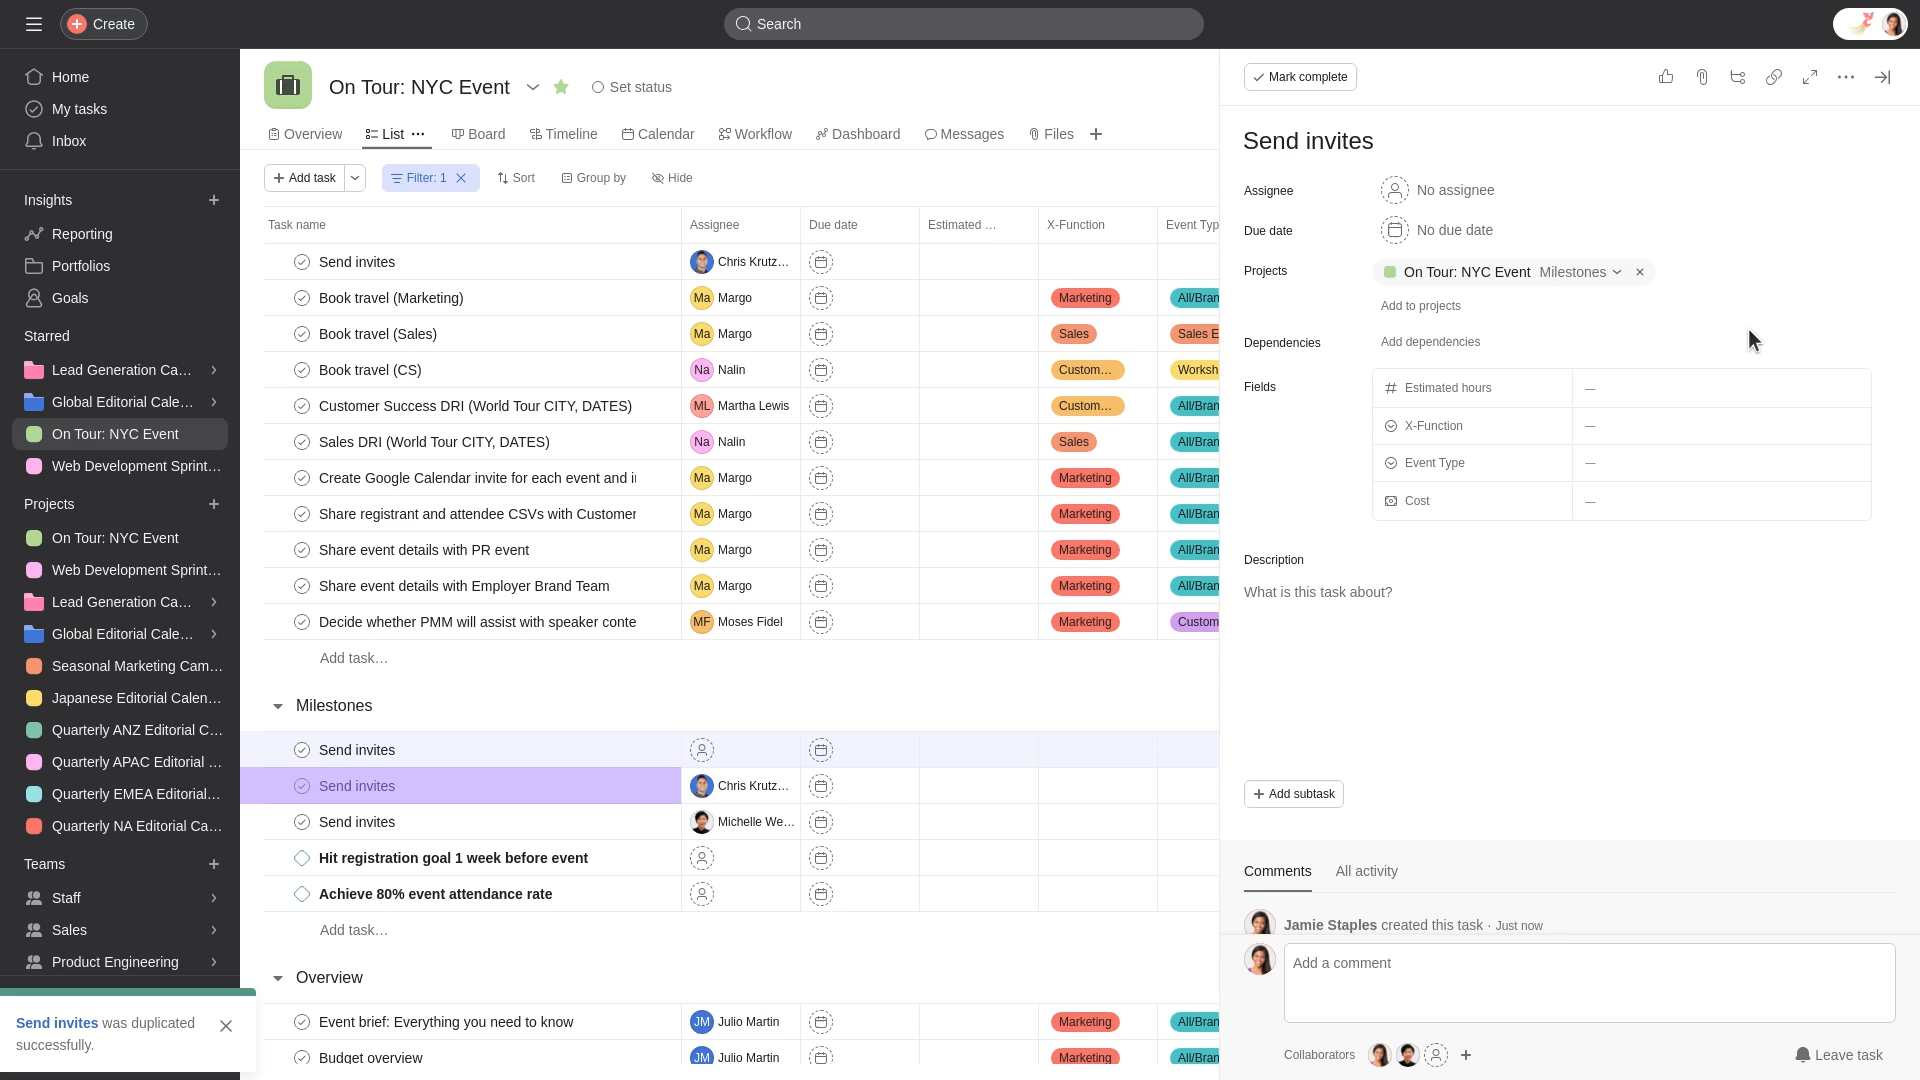 Create
Search
Home
My tasks
Inbox
Insights
Reporting
Portfolios
Goals
Starred
Lead Generation Ca...
Global Editorial Cale...
On Tour: NYC Event
Web Development Sprint...
Projects
On Tour: NYC Event
Web Development Sprint...
Lead Generation Ca...
Global Editorial Cale...
Seasonal Marketing Cam...
Japanese Editorial Calen...
Quarterly ANZ Editorial C...
Quarterly APAC Editorial ...
Quarterly EMEA Editorial...
Quarterly NA Editorial Ca...
Teams
Staff
Sales
Product Engineering
Send invites was duplicated
successfully.
On Tour: NYC Event
Set status
Overview List Board Timeline Calendar Workflow Dashboard Messages Files
Add task Filter: 1 Sort Group by Hide
Task name Assignee Due date Estimated ... X-Function Event Typ
Send invites Chris Krutz...
Book travel (Marketing) Ma Margo Marketing All/Bran
Book travel (Sales) Ma Margo Sales Sales E
Book travel (CS) Na Nalin Custom... Worksh
Customer Success DRI (World Tour CITY, DATES) ML Martha Lewis Custom... All/Bran
Sales DRI (World Tour CITY, DATES) Na Nalin Sales All/Bran
Create Google Calendar invite for each event and i Ma Margo Marketing All/Bran
Share registrant and attendee CSVs with Customer Ma Margo Marketing All/Bran
Share event details with PR event Ma Margo Marketing All/Bran
Share event details with Employer Brand Team Ma Margo Marketing All/Bran
Decide whether PMM will assist with speaker conte MF Moses Fidel Marketing Custom
Add task...
Milestones
Send invites
Send invites Chris Krutz...
Send invites Michelle We...
Hit registration goal 1 week before event
Achieve 80% event attendance rate
Add task...
Overview
Event brief: Everything you need to know JM Julio Martin Marketing All/Bran
Budget overview JM Julio Martin Marketing All/Bran
Mark complete
Send invites
Assignee No assignee
Due date No due date
Projects On Tour: NYC Event Milestones
Add to projects
Dependencies Add dependencies
Fields Estimated hours —
X-Function —
Event Type —
Cost —
Description
What is this task about?
Add subtask
Comments All activity
Jamie Staples created this task · Just now
Add a comment
Collaborators Leave task